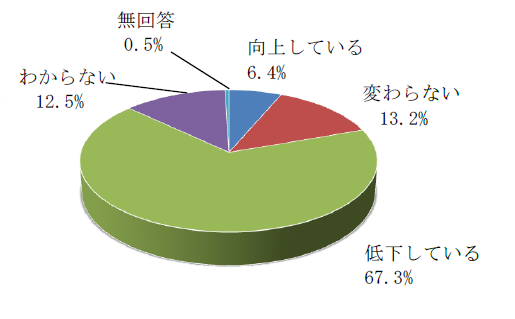 無回答
0.5%
向上している
6.4%
わからない
12.5%
変わらない
13.2%
低下している
67.3%